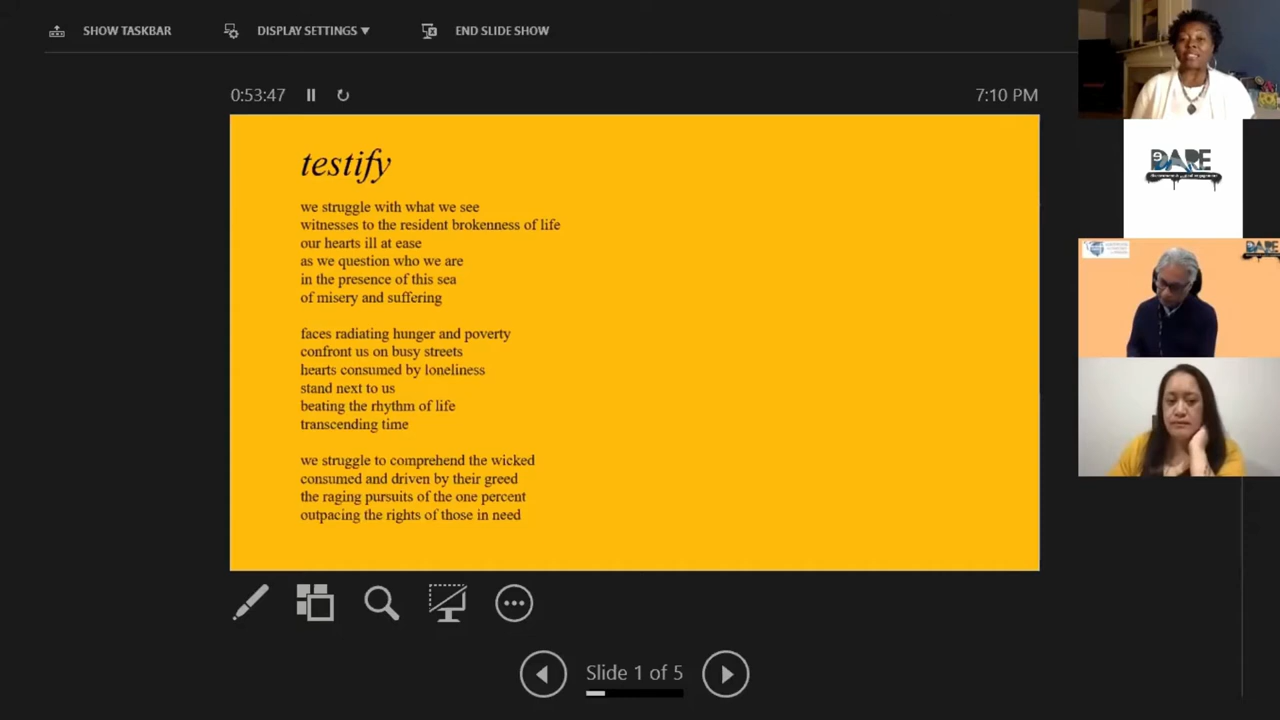 SHOW TASKBAR
DISPLAY SETTINGS
END SLIDE SHOW
0:53:47
7:10 PM
testify
we struggle with what we see
witnesses to the resident brokenness of life
our hearts ill at ease
as we question who we are
in the presence of this sea
of misery and suffering
faces radiating hunger and poverty
confront us on busy streets
hearts consumed by loneliness
stand next to us
beating the rhythm of life
transcending time
we struggle to comprehend the wicked
consumed and driven by their greed
the raging pursuits of the one percent
outpacing the rights of those in need
Slide 1 of 5
eDARE
DARE